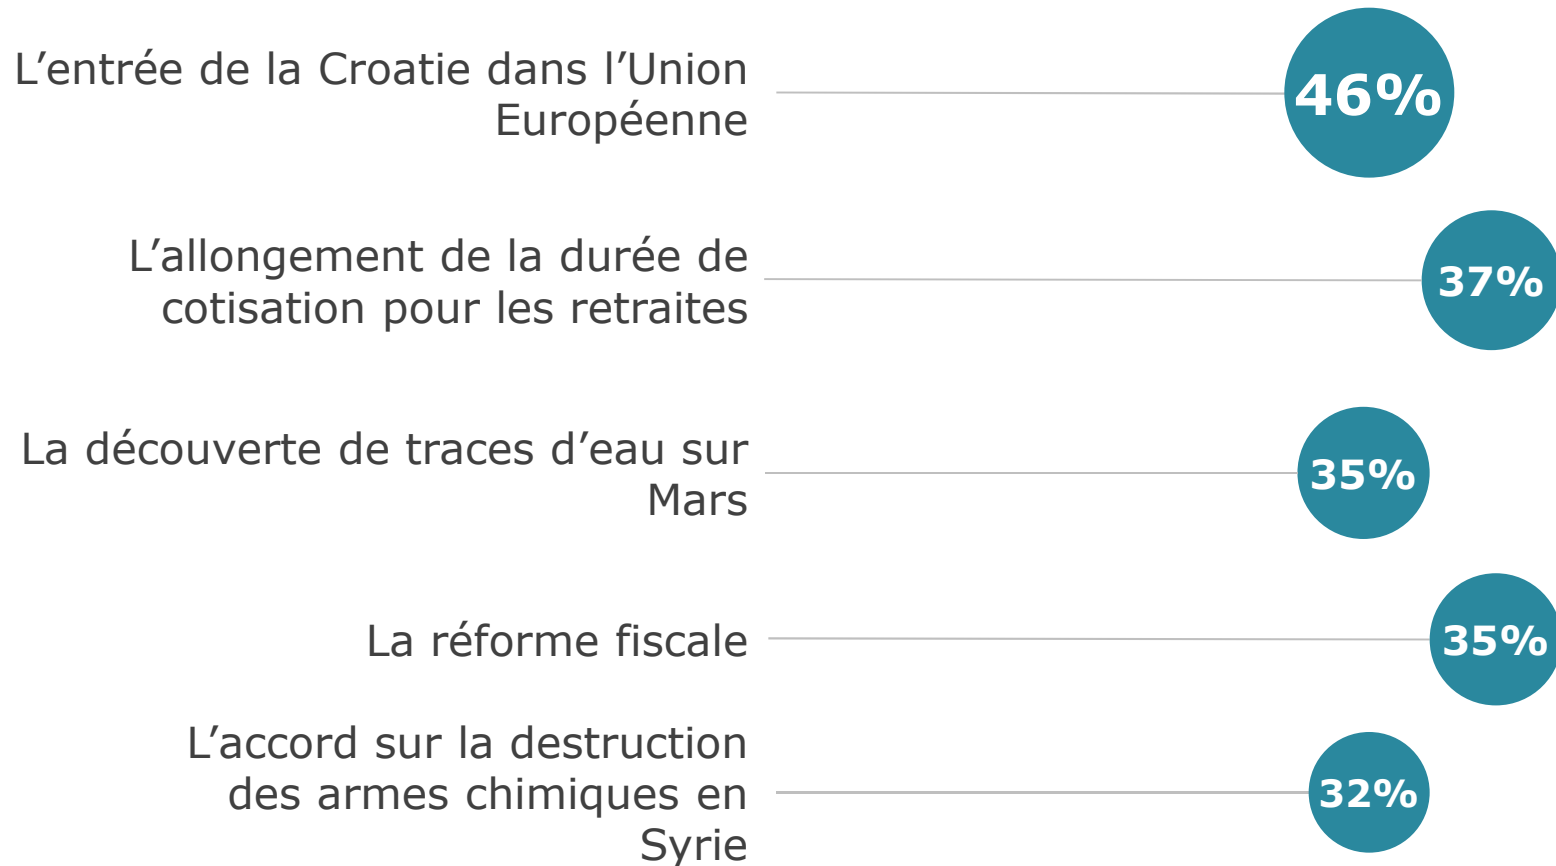 L’entrée de la Croatie dans l’Union
Européenne
46%
L’allongement de la durée de
cotisation pour les retraites
37%
La découverte de traces d’eau sur
Mars
35%
La réforme fiscale
35%
L’accord sur la destruction
des armes chimiques en
Syrie
32%